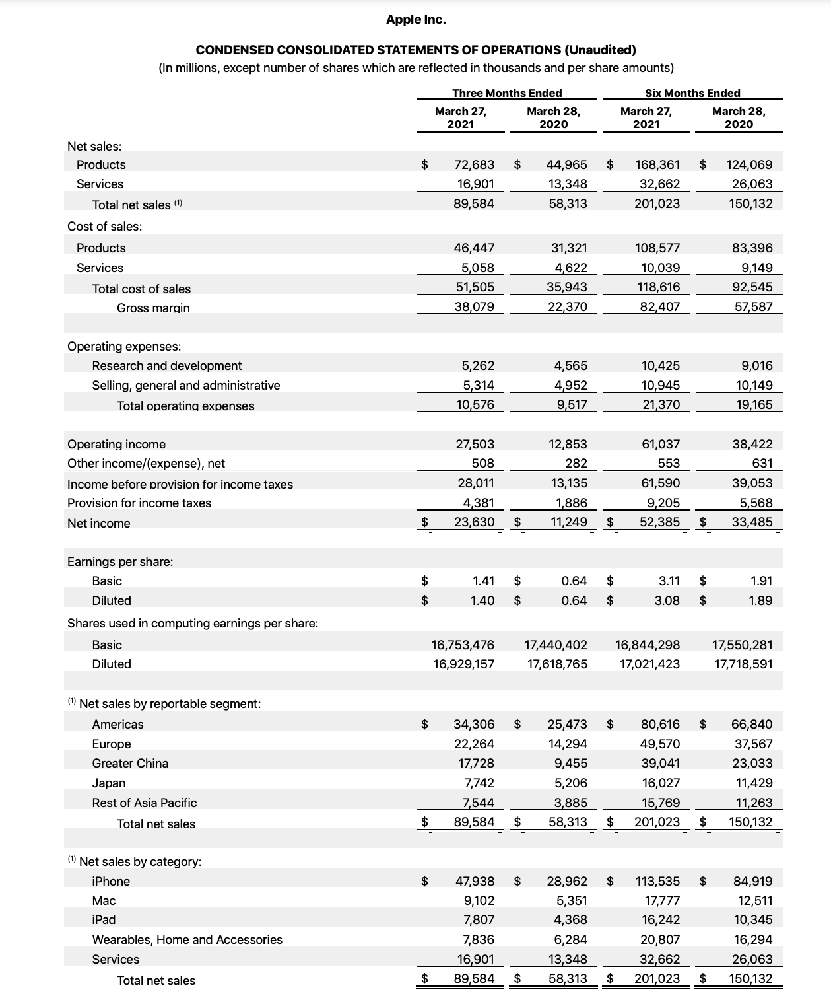 Apple Inc.
CONDENSED CONSOLIDATED STATEMENTS OF OPERATIONS (Unaudited)
(In millions, except number of shares which are reflected in thousands and per share amounts)
Three Months Ended Six Months Ended
March 27, 2021 March 28, 2020 March 27, 2021 March 28, 2020
Net sales:
Products $ 72,683 $ 44,965 $ 168,361 $ 124,069
Services 16,901 13,348 32,662 26,063
Total net sales (1) 89,584 58,313 201,023 150,132
Cost of sales:
Products 46,447 31,321 108,577 83,396
Services 5,058 4,622 10,039 9,149
Total cost of sales 51,505 35,943 118,616 92,545
Gross margin 38,079 22,370 82,407 57,587
Operating expenses:
Research and development 5,262 4,565 10,425 9,016
Selling, general and administrative 5,314 4,952 10,945 10,149
Total operating expenses 10,576 9,517 21,370 19,165
Operating income 27,503 12,853 61,037 38,422
Other income/(expense), net 508 282 553 631
Income before provision for income taxes 28,011 13,135 61,590 39,053
Provision for income taxes 4,381 1,886 9,205 5,568
Net income $ 23,630 $ 11,249 $ 52,385 $ 33,485
Earnings per share:
Basic $ 1.41 $ 0.64 $ 3.11 $ 1.91
Diluted $ 1.40 $ 0.64 $ 3.08 $ 1.89
Shares used in computing earnings per share:
Basic 16,753,476 17,440,402 16,844,298 17,550,281
Diluted 16,929,157 17,618,765 17,021,423 17,718,591
(1) Net sales by reportable segment:
Americas $ 34,306 $ 25,473 $ 80,616 $ 66,840
Europe 22,264 14,294 49,570 37,567
Greater China 17,728 9,455 39,041 23,033
Japan 7,742 5,206 16,027 11,429
Rest of Asia Pacific 7,544 3,885 15,769 11,263
Total net sales $ 89,584 $ 58,313 $ 201,023 $ 150,132
(1) Net sales by category:
iPhone $ 47,938 $ 28,962 $ 113,535 $ 84,919
Mac 9,102 5,351 17,777 12,511
iPad 7,807 4,368 16,242 10,345
Wearables, Home and Accessories 7,836 6,284 20,807 16,294
Services 16,901 13,348 32,662 26,063
Total net sales $ 89,584 $ 58,313 $ 201,023 $ 150,132